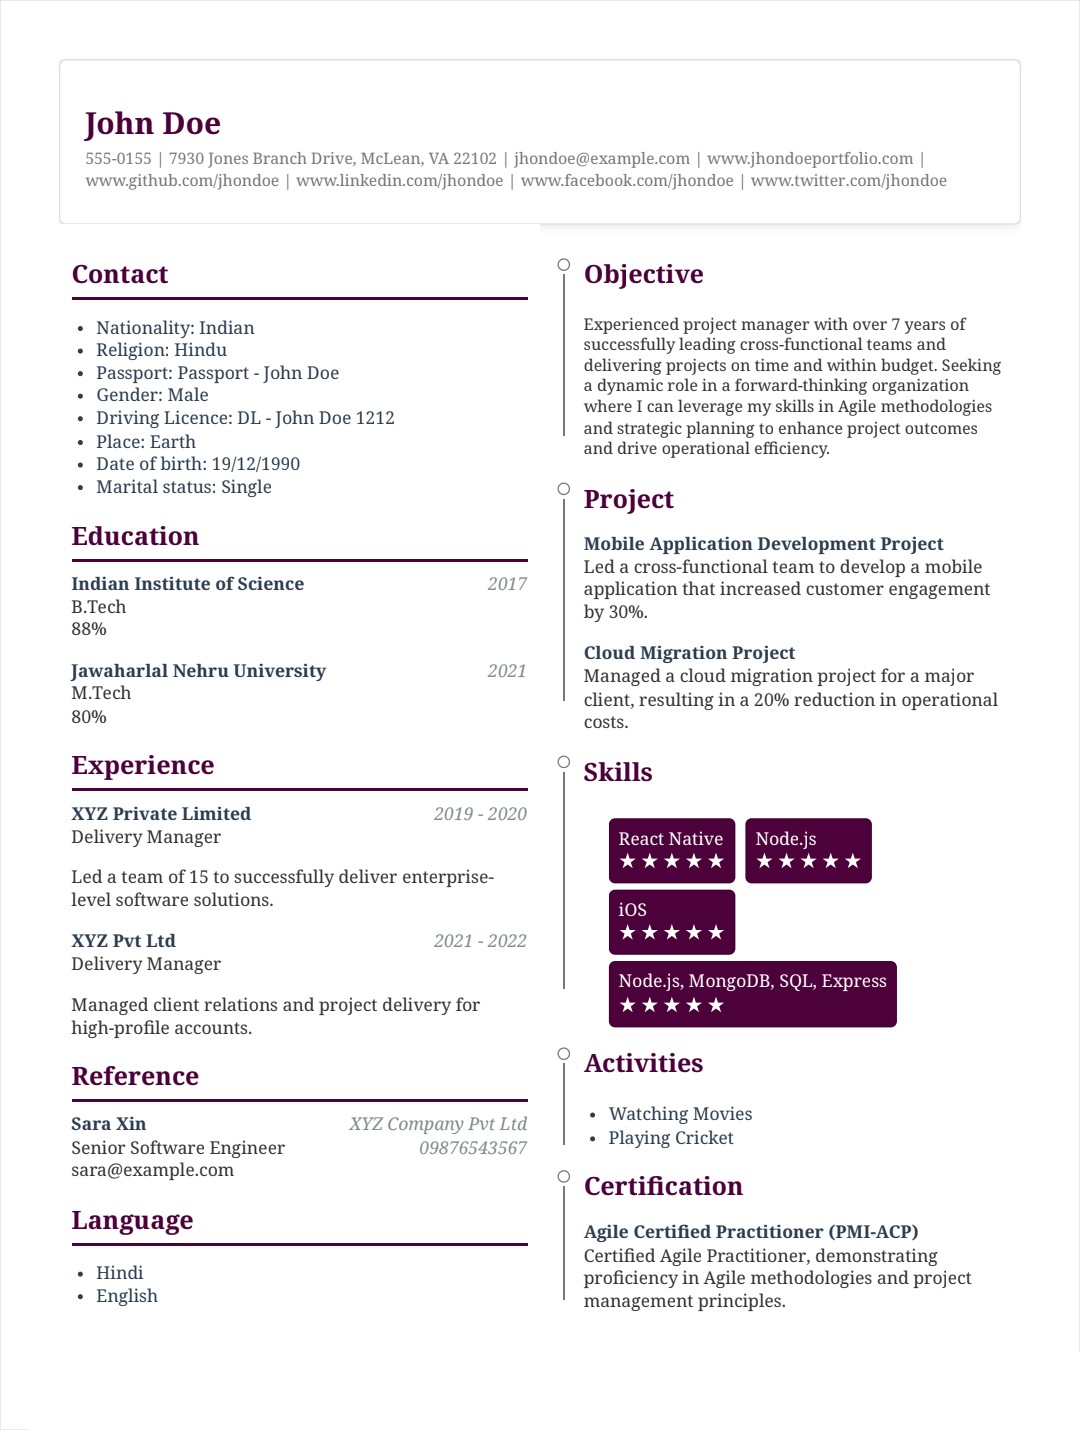 John Doe
555-0155 | 7930 Jones Branch Drive, McLean, VA 22102 | jhondoe@example.com | www.jhondoeportfolio.com |
www.github.com/jhondoe | www.linkedin.com/jhondoe | www.facebook.com/jhondoe | www.twitter.com/jhondoe
Contact
• Nationality: Indian
• Religion: Hindu
• Passport: Passport - John Doe
• Gender: Male
• Driving Licence: DL - John Doe 1212
• Place: Earth
• Date of birth: 19/12/1990
• Marital status: Single
Education
Indian Institute of Science 2017
B.Tech
88%
Jawaharlal Nehru University 2021
M.Tech
80%
Experience
XYZ Private Limited 2019 - 2020
Delivery Manager
Led a team of 15 to successfully deliver enterprise-
level software solutions.
XYZ Pvt Ltd 2021 - 2022
Delivery Manager
Managed client relations and project delivery for
high-profile accounts.
Reference
Sara Xin XYZ Company Pvt Ltd
Senior Software Engineer 09876543567
sara@example.com
Language
• Hindi
• English
Objective
Experienced project manager with over 7 years of
successfully leading cross-functional teams and
delivering projects on time and within budget. Seeking
a dynamic role in a forward-thinking organization
where I can leverage my skills in Agile methodologies
and strategic planning to enhance project outcomes
and drive operational efficiency.
Project
Mobile Application Development Project
Led a cross-functional team to develop a mobile
application that increased customer engagement
by 30%.
Cloud Migration Project
Managed a cloud migration project for a major
client, resulting in a 20% reduction in operational
costs.
Skills
React Native Node.js
★★★★★ ★★★★★
iOS
★★★★★
Node.js, MongoDB, SQL, Express
★★★★★
Activities
• Watching Movies
• Playing Cricket
Certification
Agile Certified Practitioner (PMI-ACP)
Certified Agile Practitioner, demonstrating
proficiency in Agile methodologies and project
management principles.